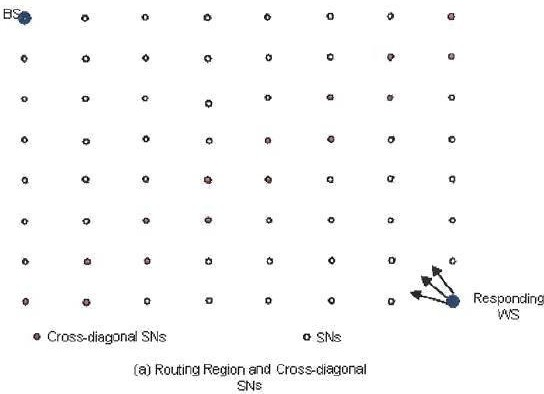 BS
Responding
WS
Cross-diagonal SNs
SNs
(a) Routing Region and Cross-diagonal
SNs